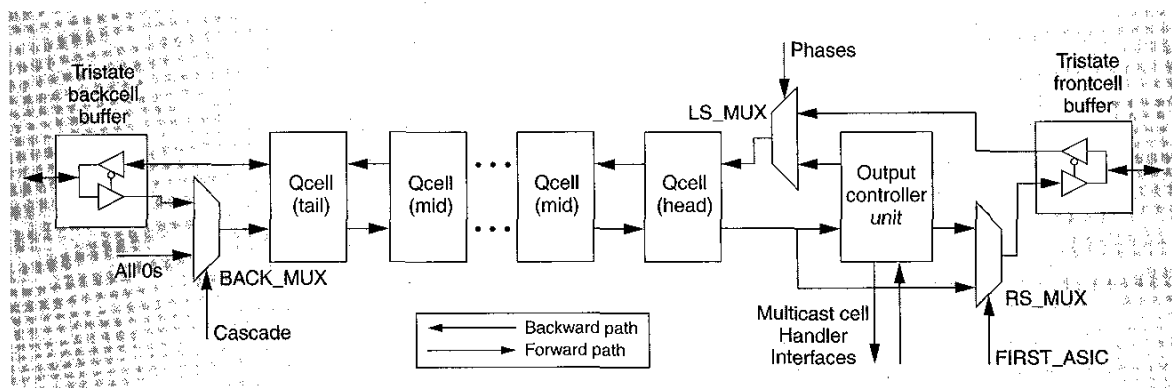 Phases
Tristate
backcell
buffer
LS_MUX
Tristate
frontcell
buffer
Qcell
(tail)
Qcell
(mid)
Qcell
(mid)
Qcell
(head)
Output
controller
unit
All 0s
BACK_MUX
Cascade
Backward path
Forward path
Multicast cell
Handler
Interfaces
RS_MUX
FIRST_ASIC